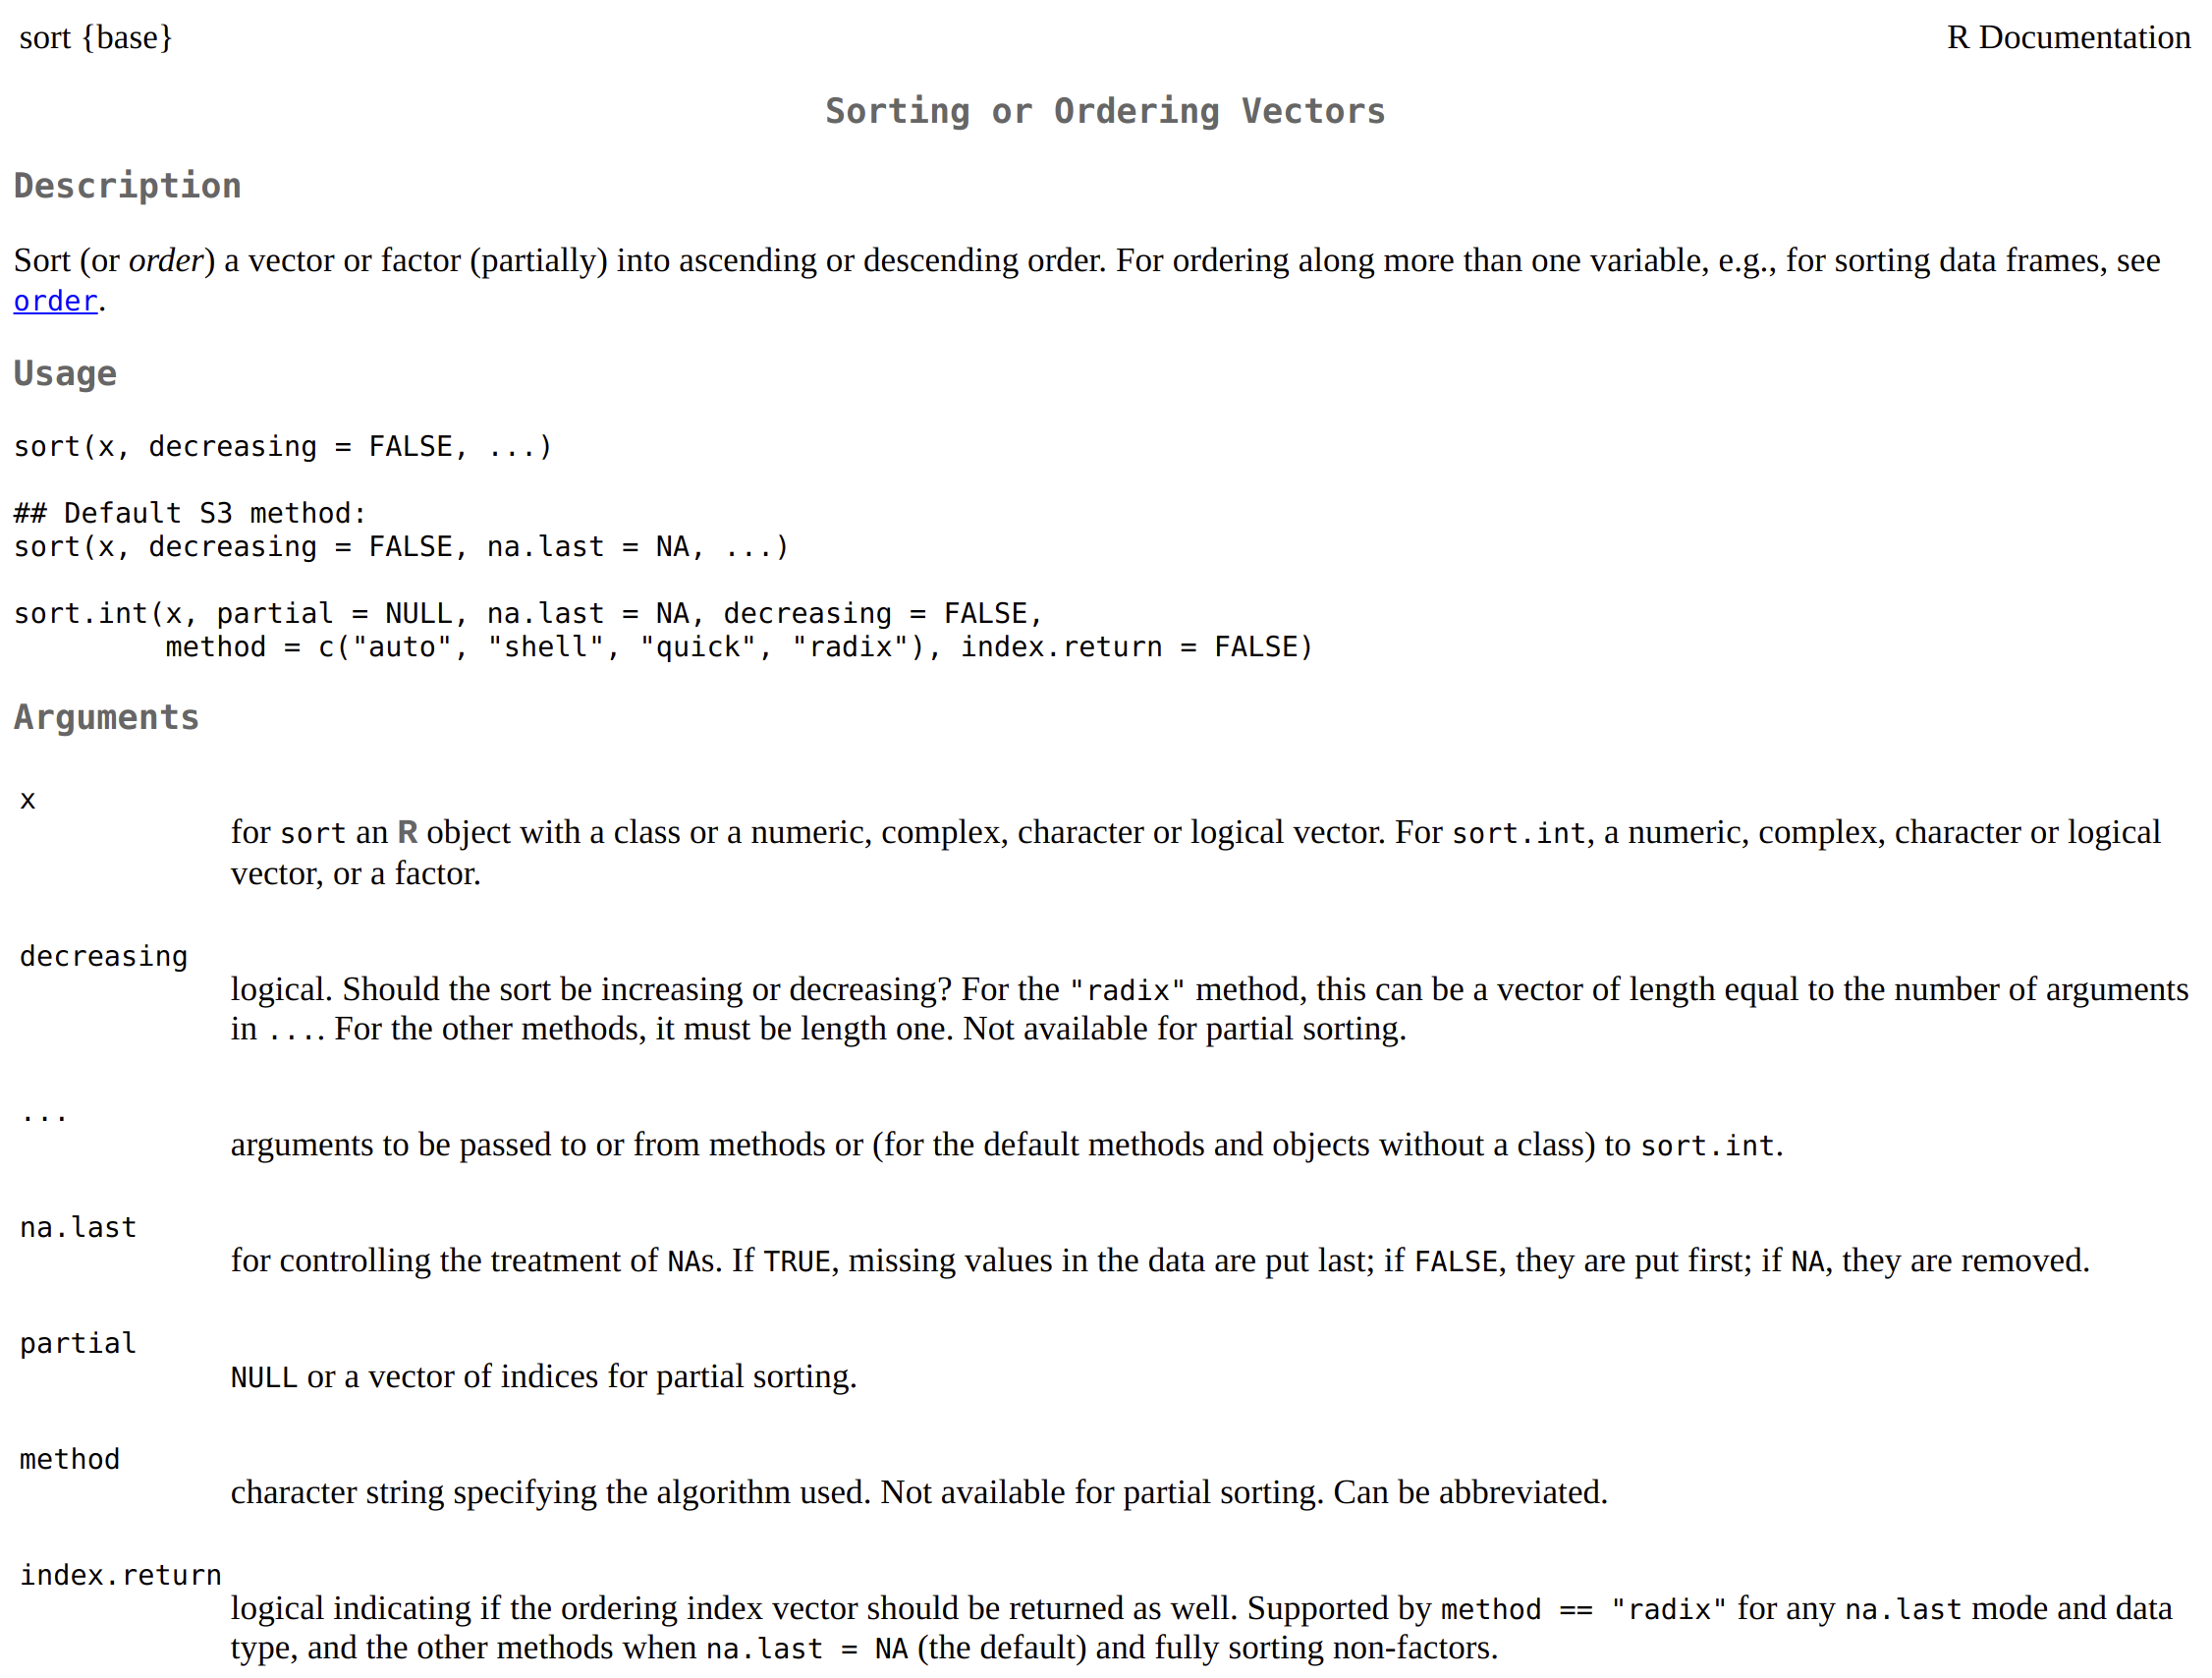 sort {base}
R Documentation
Sorting or Ordering Vectors
Description
Sort (or order) a vector or factor (partially) into ascending or descending order. For ordering along more than one variable, e.g., for sorting data frames, see
order.
Usage
sort(x, decreasing = FALSE, ...)
## Default S3 method:
sort(x, decreasing = FALSE, na.last = NA, ...)
sort.int(x, partial = NULL, na.last = NA, decreasing = FALSE,
         method = c("auto", "shell", "quick", "radix"), index.return = FALSE)
Arguments
x
for sort an R object with a class or a numeric, complex, character or logical vector. For sort.int, a numeric, complex, character or logical
vector, or a factor.
decreasing
logical. Should the sort be increasing or decreasing? For the "radix" method, this can be a vector of length equal to the number of arguments
in .... For the other methods, it must be length one. Not available for partial sorting.
...
arguments to be passed to or from methods or (for the default methods and objects without a class) to sort.int.
na.last
for controlling the treatment of NAs. If TRUE, missing values in the data are put last; if FALSE, they are put first; if NA, they are removed.
partial
NULL or a vector of indices for partial sorting.
method
character string specifying the algorithm used. Not available for partial sorting. Can be abbreviated.
index.return
logical indicating if the ordering index vector should be returned as well. Supported by method == "radix" for any na.last mode and data
type, and the other methods when na.last = NA (the default) and fully sorting non-factors.